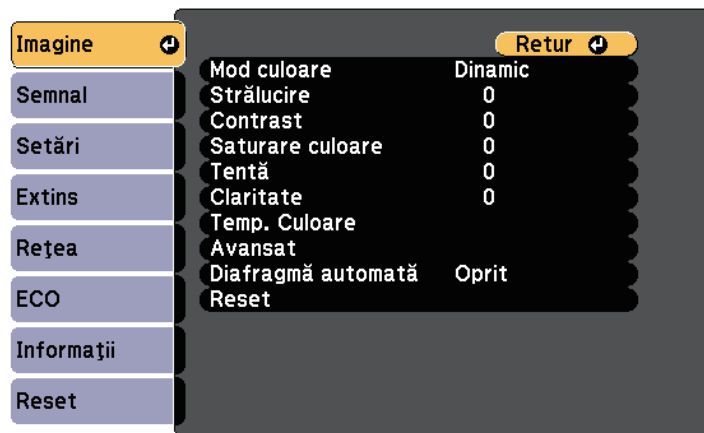 Imagine
Semnal
Setări
Extins
Reţea
ECO
Informaţii
Reset
Retur
Mod culoare Dinamic
Strălucire 0
Contrast 0
Saturare culoare 0
Tentă 0
Claritate 0
Temp. Culoare
Avansat
Diafragmă automată Oprit
Reset